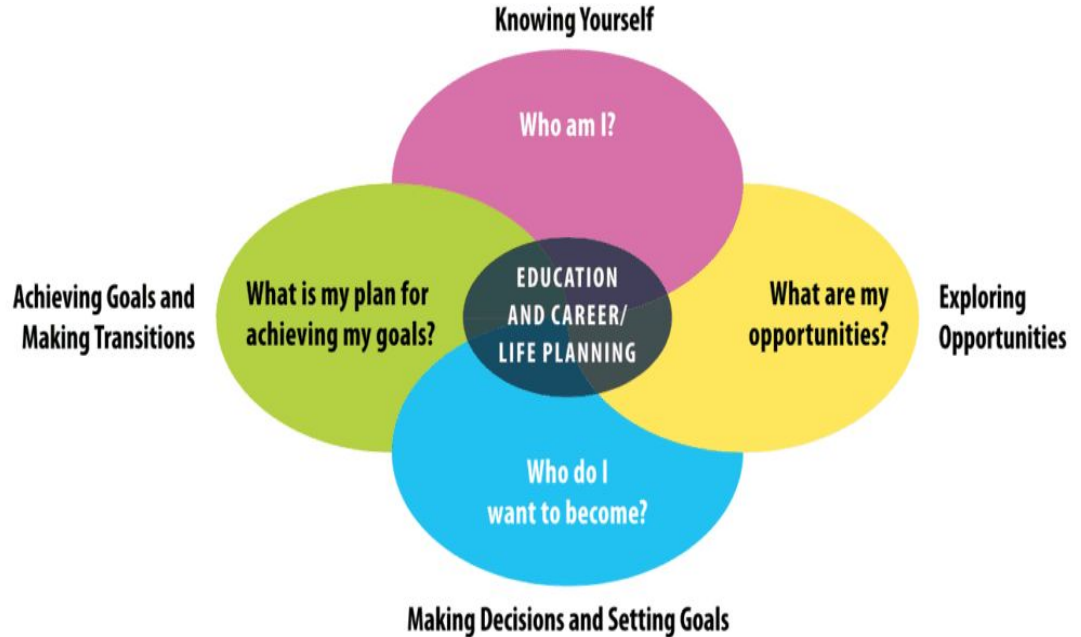 Knowing Yourself
Who am I?
Achieving Goals and
Making Transitions
What is my plan for
achieving my goals?
EDUCATION
AND CAREER/
LIFE PLANNING
What are my
opportunities?
Exploring
Opportunities
Who do I
want to become?
Making Decisions and Setting Goals